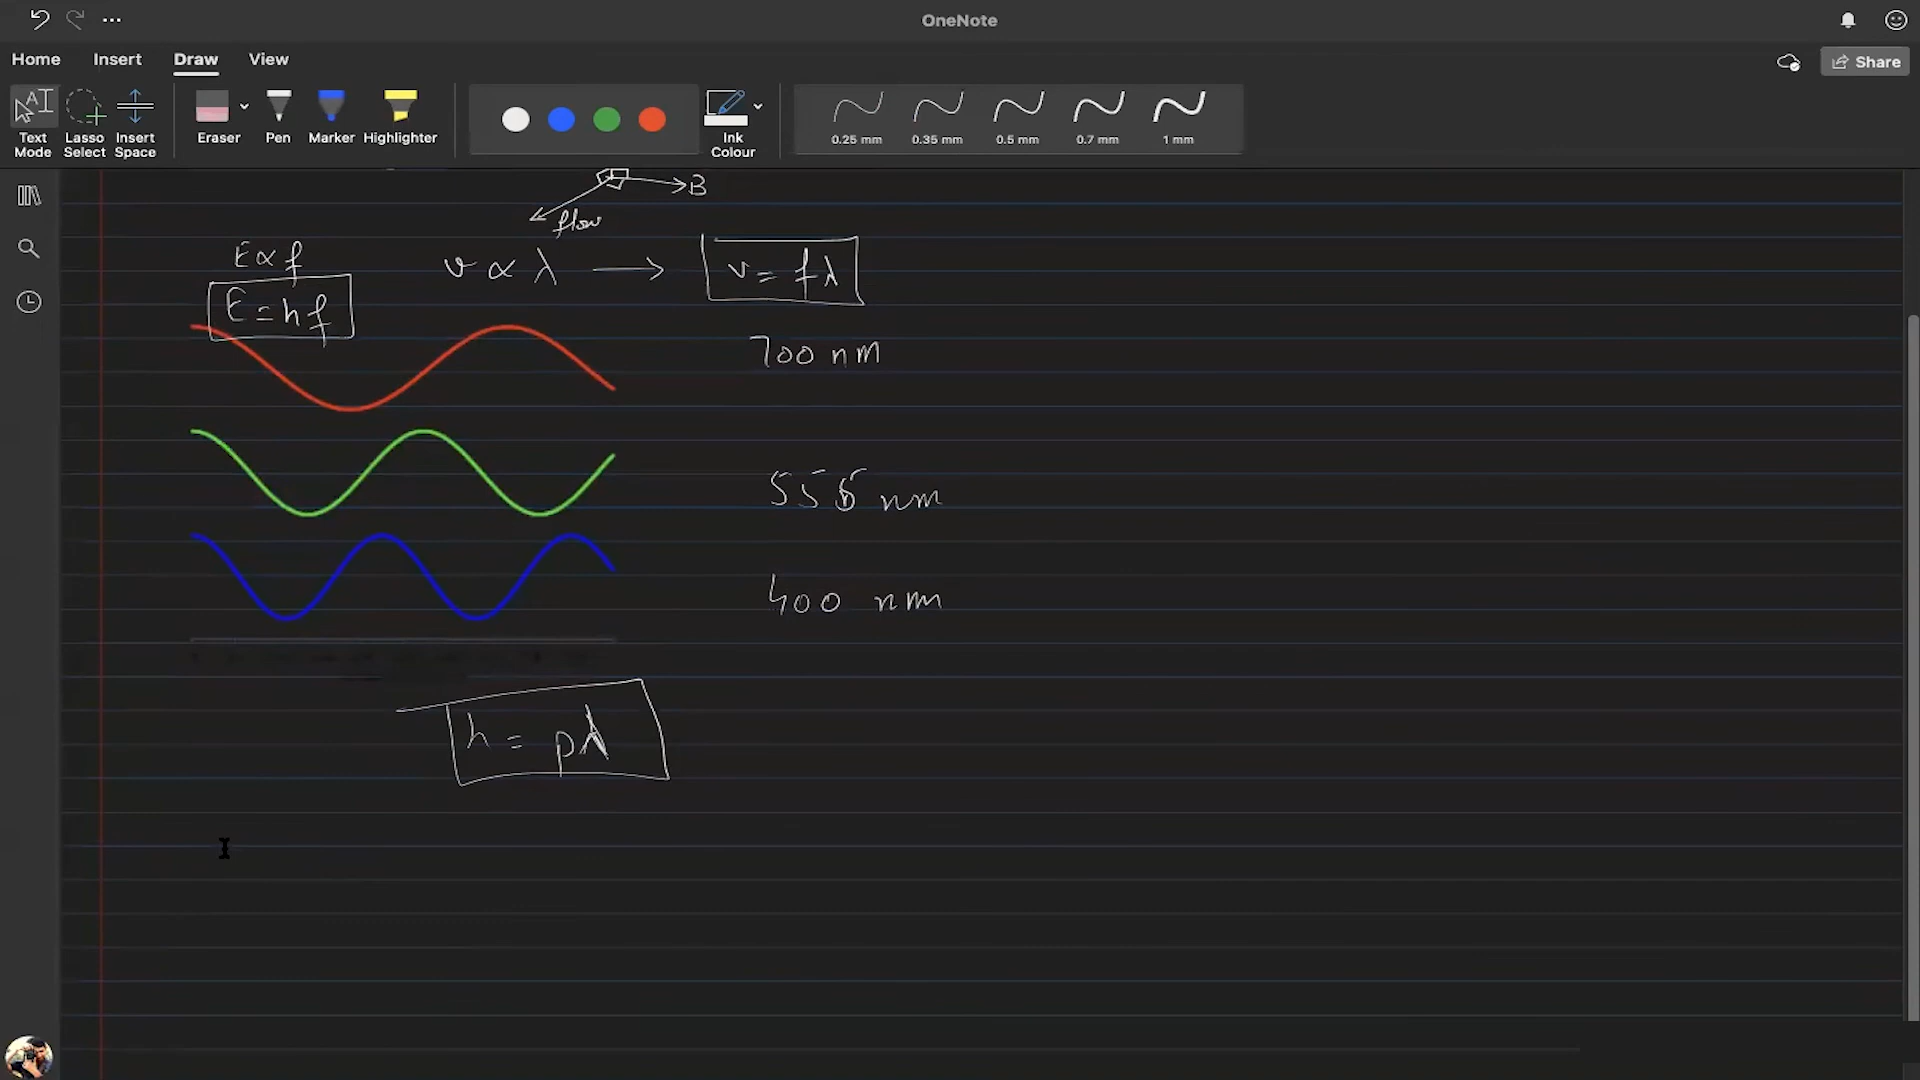 OneNote
Home Insert Draw View
Share
Text Mode
Lasso Select
Insert Space
Eraser
Pen
Marker
Highlighter
Ink Colour
0.25 mm
0.35 mm
0.5 mm
0.7 mm
1 mm
B
flow
E ∝ f
v ∝ λ → v = fλ
E = hf
700 nm
556 nm
400 nm
h = pλ